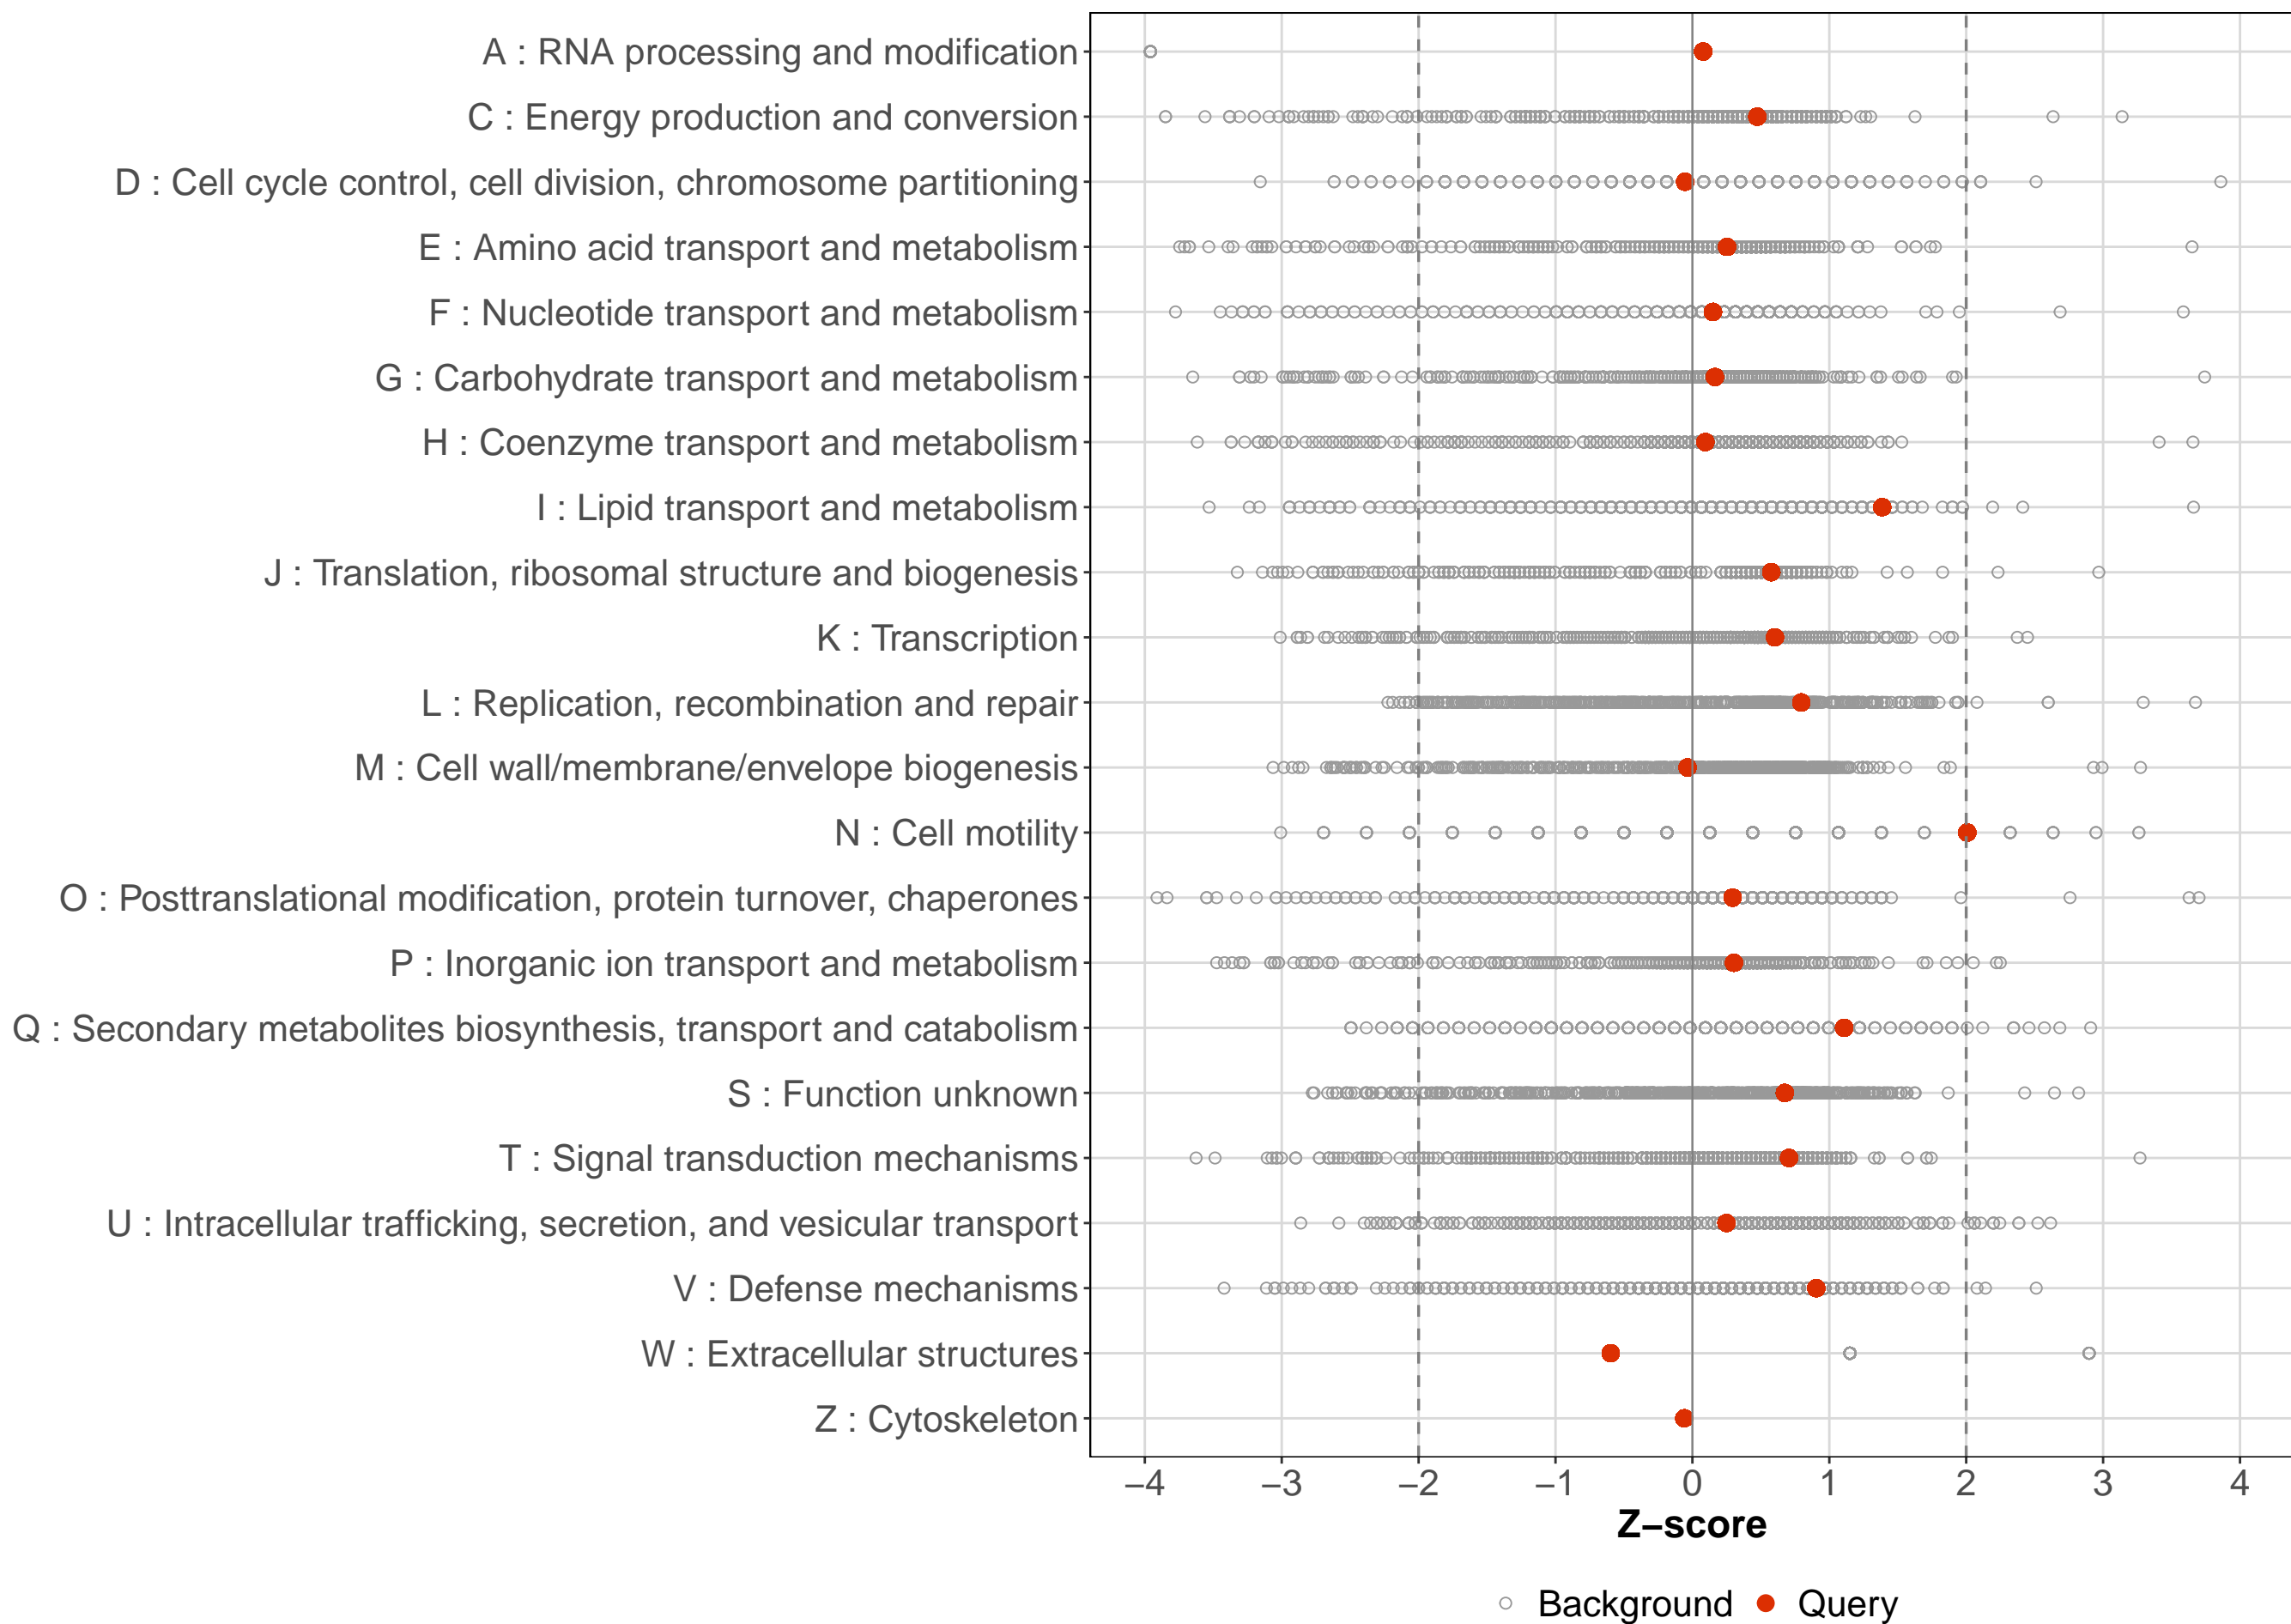 A : RNA processing and modification
C : Energy production and conversion
D : Cell cycle control, cell division, chromosome partitioning
E : Amino acid transport and metabolism
F : Nucleotide transport and metabolism
G : Carbohydrate transport and metabolism
H : Coenzyme transport and metabolism
I : Lipid transport and metabolism
J : Translation, ribosomal structure and biogenesis
K : Transcription
L : Replication, recombination and repair
M : Cell wall/membrane/envelope biogenesis
N : Cell motility
O : Posttranslational modification, protein turnover, chaperones
P : Inorganic ion transport and metabolism
Q : Secondary metabolites biosynthesis, transport and catabolism
S : Function unknown
T : Signal transduction mechanisms
U : Intracellular trafficking, secretion, and vesicular transport
V : Defense mechanisms
W : Extracellular structures
Z : Cytoskeleton
−4 −3 −2 −1 0 1 2 3 4
Z−score
Background Query